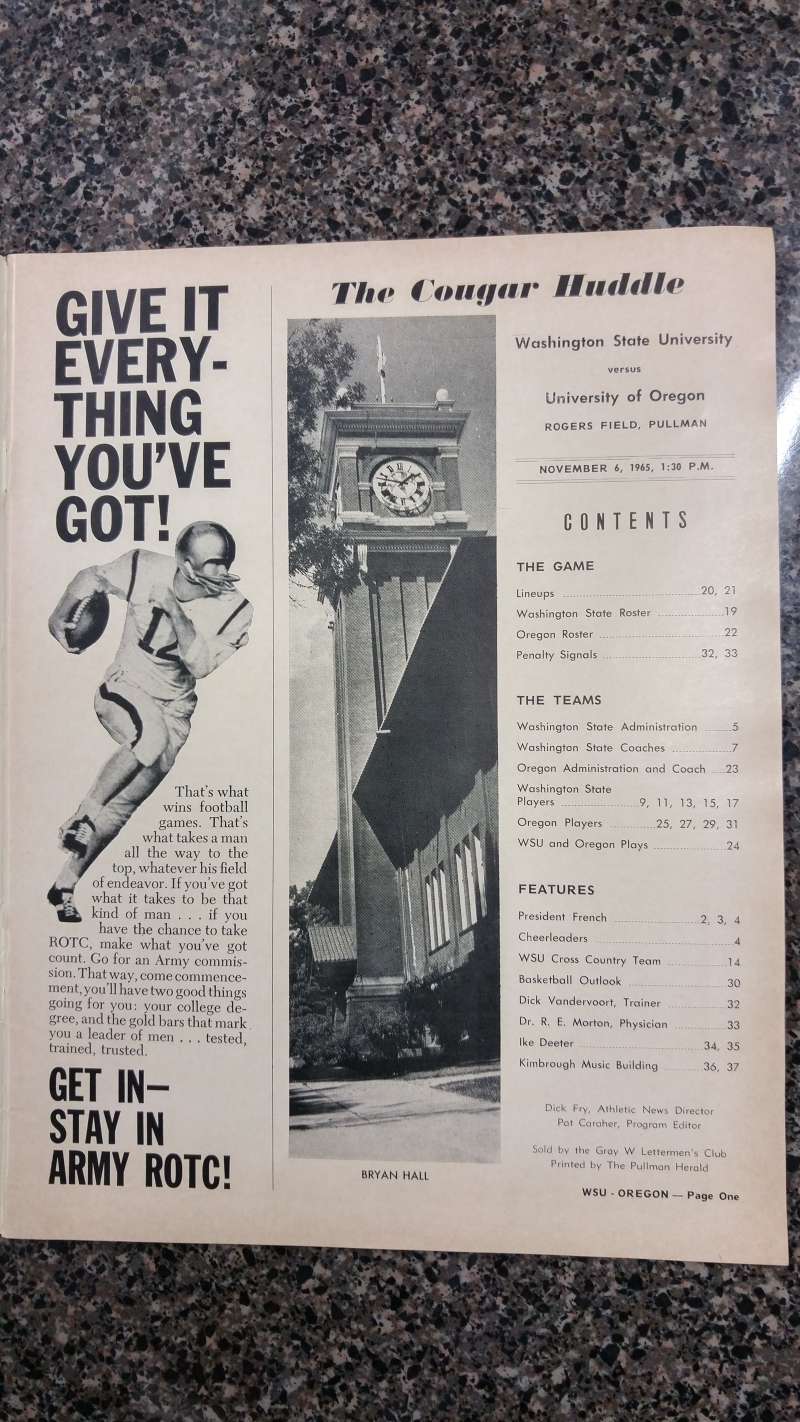 GIVE IT
EVERY-
THING
YOU'VE
GOT!
12
That's what
wins football
games. That's
what takes a man
all the way to the
top, whatever his field
of endeavor. If you've got
what it takes to be that
kind of man . . . if you
have the chance to take
ROTC, make what you've got
count. Go for an Army commis-
sion. That way, come commence-
ment, you'll have two good things
going for you: your college de-
gree, and the gold bars that mark
you a leader of men . . . tested,
trained, trusted.
GET IN—
STAY IN
ARMY ROTC!
The Cougar Huddle
BRYAN HALL
Washington State University
versus
University of Oregon
ROGERS FIELD, PULLMAN
NOVEMBER 6, 1965, 1:30 P.M.
CONTENTS
THE GAME
Lineups 20, 21
Washington State Roster 19
Oregon Roster 22
Penalty Signals 32, 33
THE TEAMS
Washington State Administration 5
Washington State Coaches 7
Oregon Administration and Coach 23
Washington State
Players 9, 11, 13, 15, 17
Oregon Players 25, 27, 29, 31
WSU and Oregon Plays 24
FEATURES
President French 2, 3, 4
Cheerleaders 4
WSU Cross Country Team 14
Basketball Outlook 30
Dick Vandervoort, Trainer 32
Dr. R. E. Morton, Physician 33
Ike Deeter 34, 35
Kimbrough Music Building 36, 37
Dick Fry, Athletic News Director
Pat Caraher, Program Editor
Sold by the Gray W Lettermen's Club
Printed by The Pullman Herald
WSU - OREGON — Page One